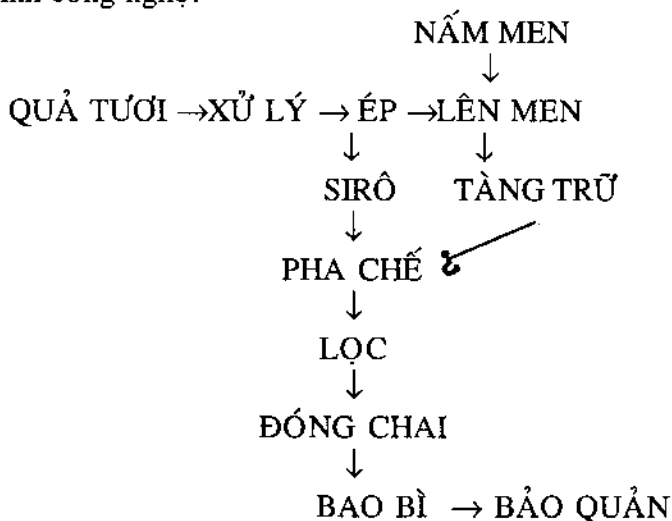 NẤM MEN
↓
QUẢ TƯƠI →XỬ LÝ → ÉP →LÊN MEN
↓ ↓
SIRÔ TÀNG TRỮ
↓
PHA CHẾ
↓
LỌC
↓
ĐÓNG CHAI
↓
BAO BÌ → BẢO QUẢN